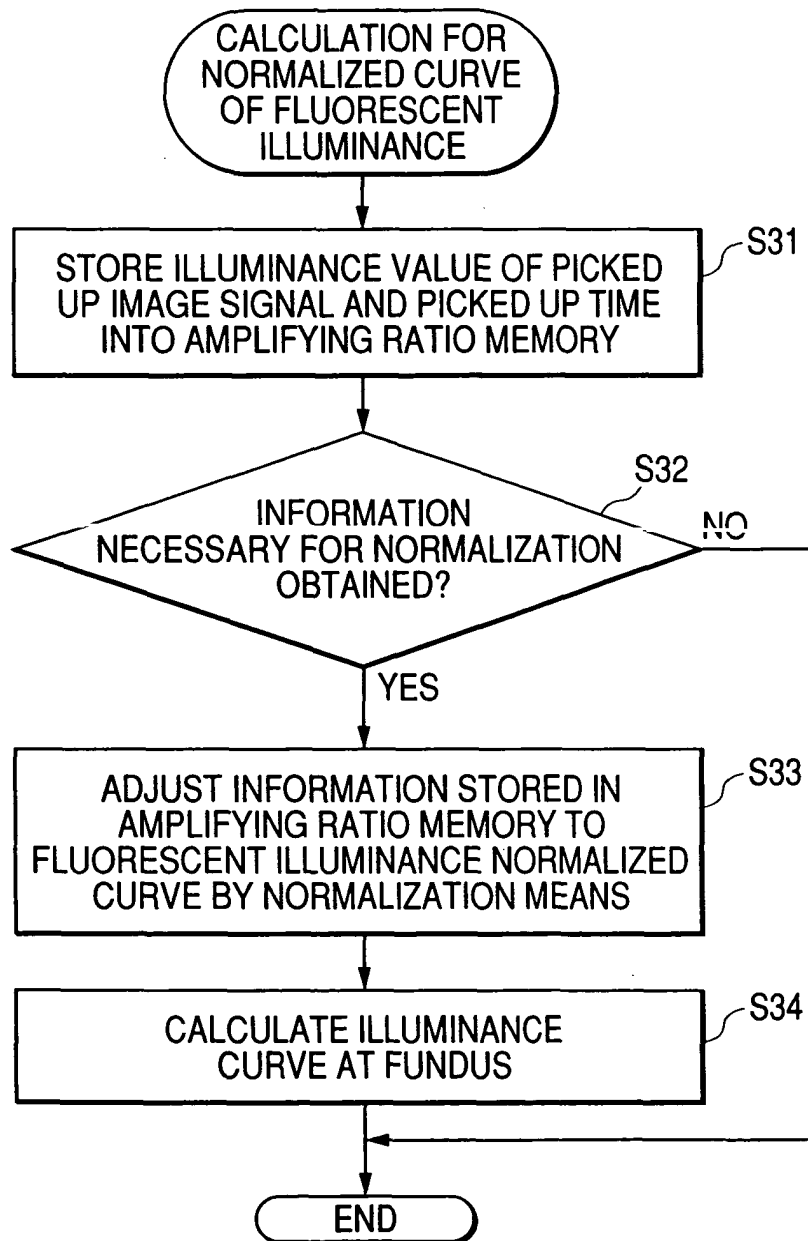 CALCULATION FOR
NORMALIZED CURVE
OF FLUORESCENT
ILLUMINANCE
S31
STORE ILLUMINANCE VALUE OF PICKED
UP IMAGE SIGNAL AND PICKED UP TIME
INTO AMPLIFYING RATIO MEMORY
S32
INFORMATION
NECESSARY FOR NORMALIZATION
OBTAINED?
NO
YES
S33
ADJUST INFORMATION STORED IN
AMPLIFYING RATIO MEMORY TO
FLUORESCENT ILLUMINANCE NORMALIZED
CURVE BY NORMALIZATION MEANS
S34
CALCULATE ILLUMINANCE
CURVE AT FUNDUS
END